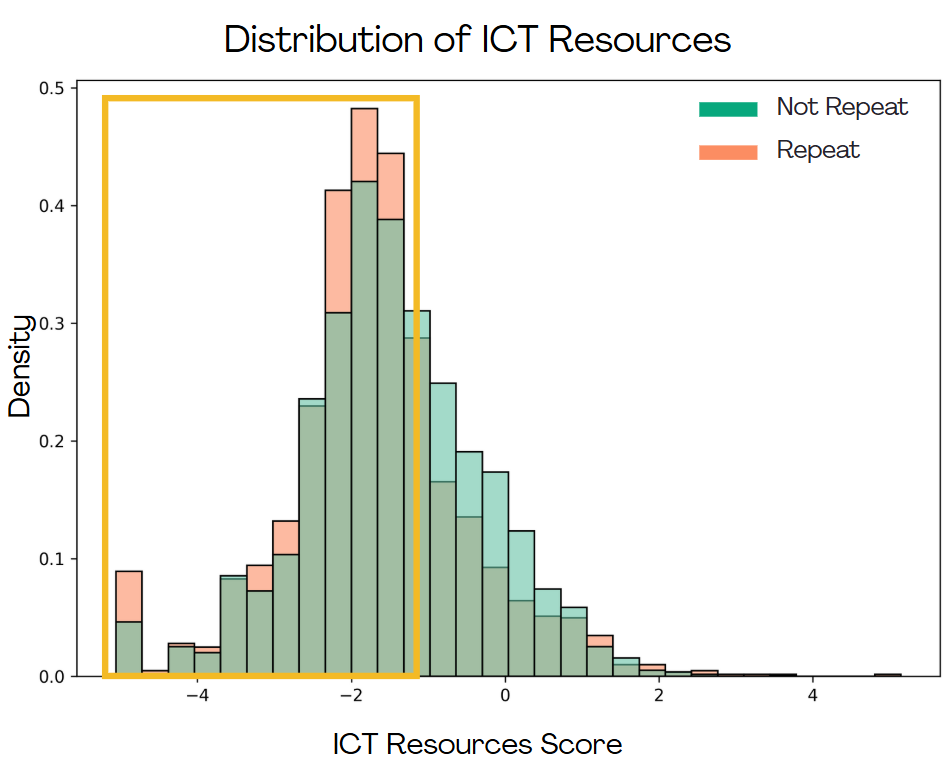 Distribution of ICT Resources
Not Repeat
Repeat
0.5
0.4
0.3
0.2
0.1
0.0
Density
−4 −2 0 2 4
ICT Resources Score